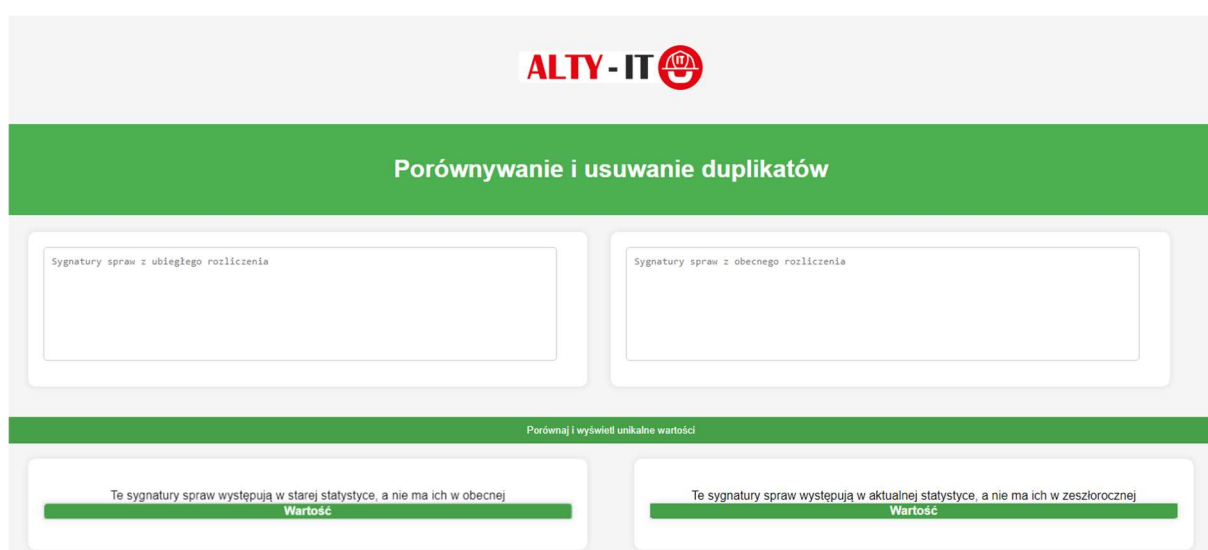 ALTY - IT IT
Porównywanie i usuwanie duplikatów
Sygnatury spraw z ubiegłego rozliczenia
Sygnatury spraw z obecnego rozliczenia
Porównaj i wyświetl unikalne wartości
Te sygnatury spraw występują w starej statystyce, a nie ma ich w obecnej
Wartość
Te sygnatury spraw występują w aktualnej statystyce, a nie ma ich w zeszłorocznej
Wartość